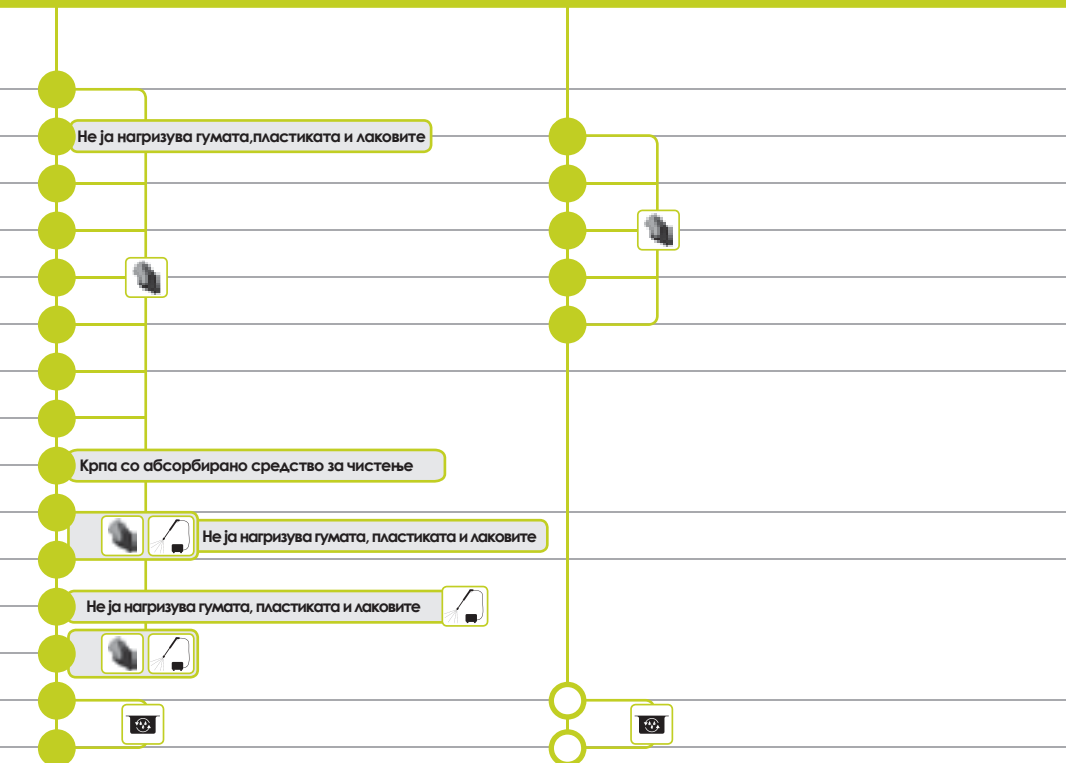 Не ја нагризува гумата,пластиката и лаковите
Крпа со абсорбирано средство за чистење
Не ја нагризува гумата, пластиката и лаковите
Не ја нагризува гумата, пластиката и лаковите